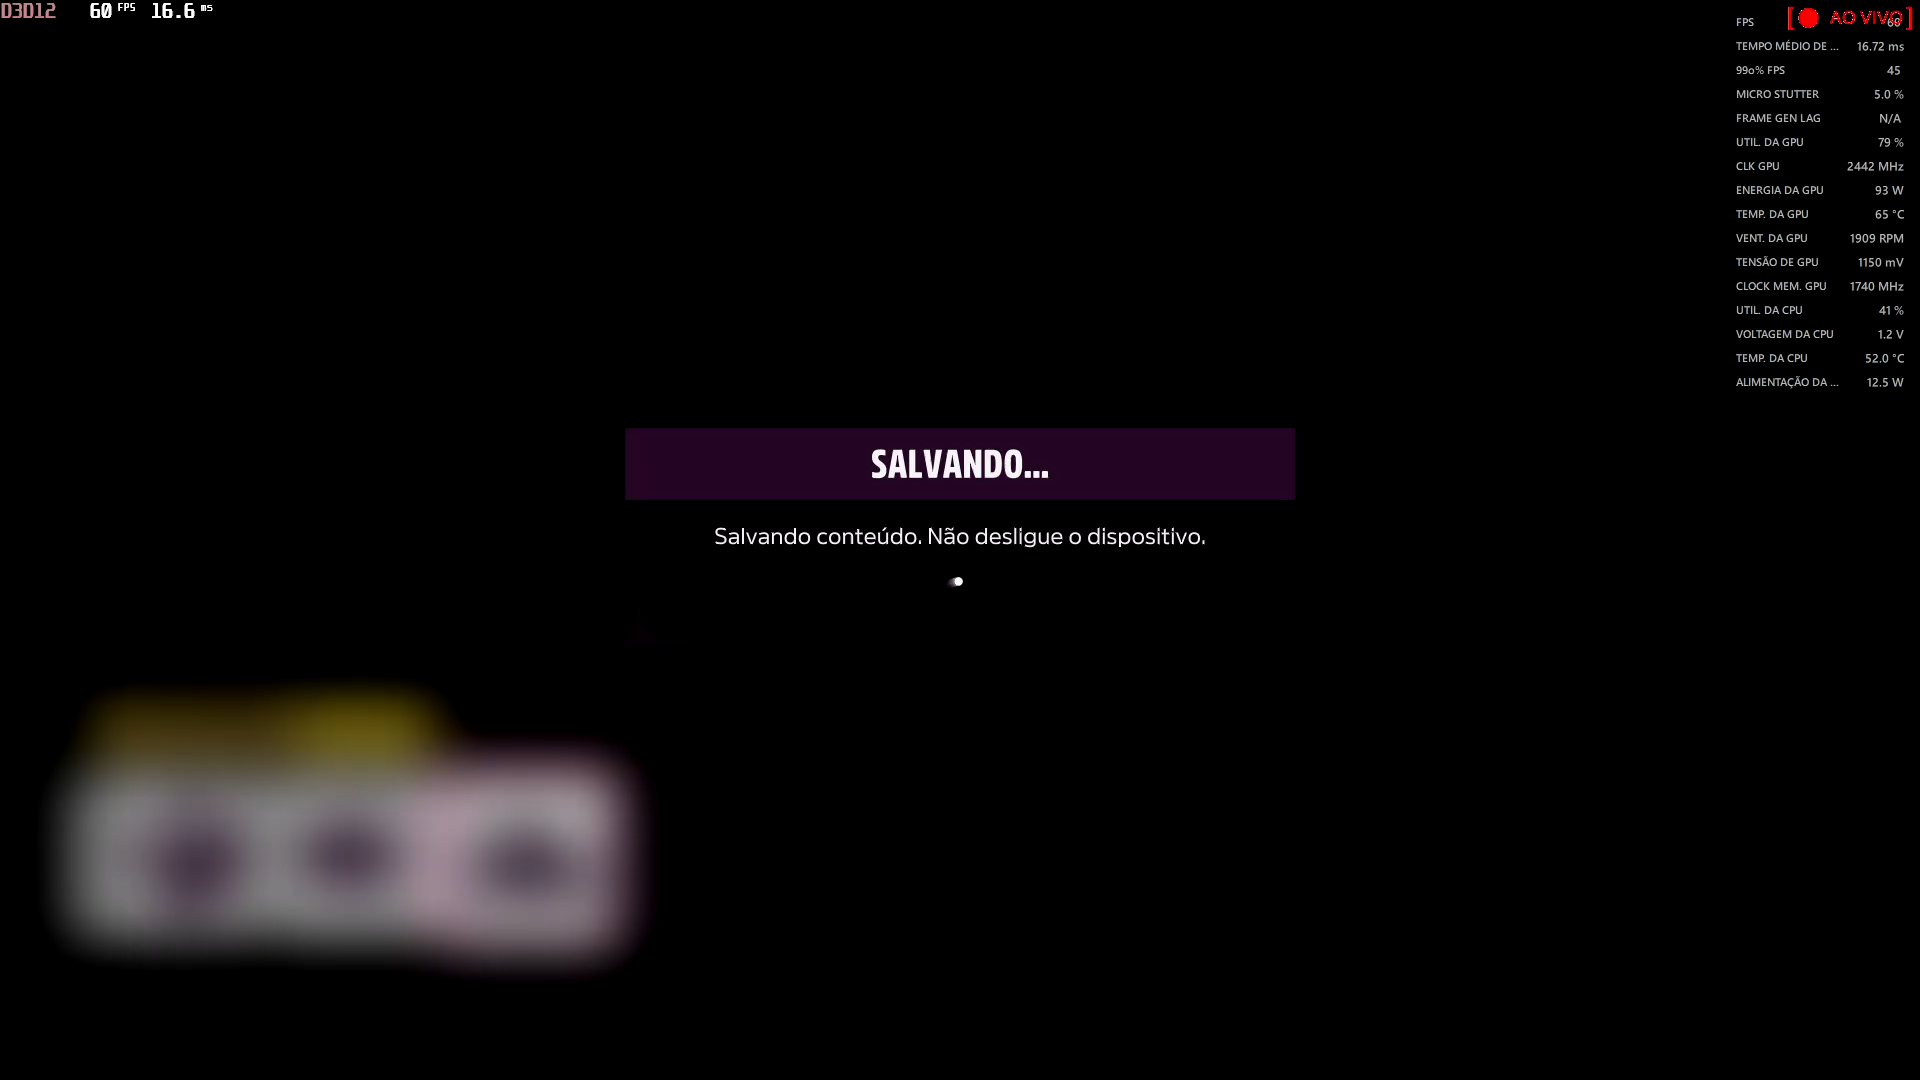 D3D12 60 FPS 16.6 ms
[ AO VIVO ]
FPS 60
TEMPO MÉDIO DE ... 16.72 ms
99o% FPS 45
MICRO STUTTER 5.0 %
FRAME GEN LAG N/A
UTIL. DA GPU 79 %
CLK GPU 2442 MHz
ENERGIA DA GPU 93 W
TEMP. DA GPU 65 °C
VENT. DA GPU 1909 RPM
TENSÃO DE GPU 1150 mV
CLOCK MEM. GPU 1740 MHz
UTIL. DA CPU 41 %
VOLTAGEM DA CPU 1.2 V
TEMP. DA CPU 52.0 °C
ALIMENTAÇÃO DA ... 12.5 W
SALVANDO...
Salvando conteúdo. Não desligue o dispositivo.